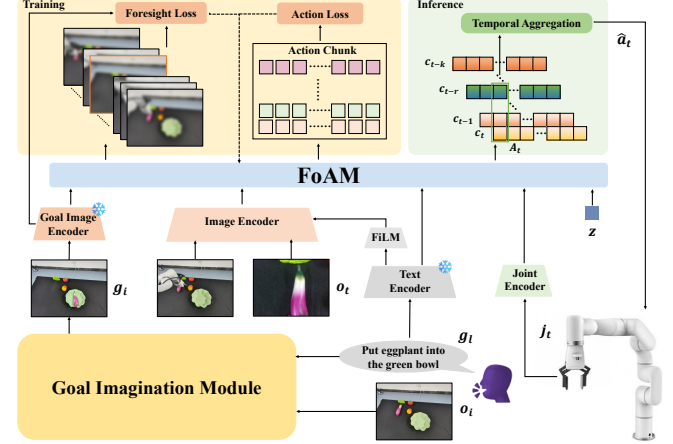 Training
Foresight Loss
Action Loss
Action Chunk
Inference
Temporal Aggregation
â_t
c_{t-k}
c_{t-r}
c_{t-1}
c_t
A_t
FoAM
Goal Image
Encoder
Image Encoder
FiLM
Text
Encoder
Joint
Encoder
z
g_i
o_t
j_t
g_l
Put eggplant into
the green bowl
Goal Imagination Module
o_i